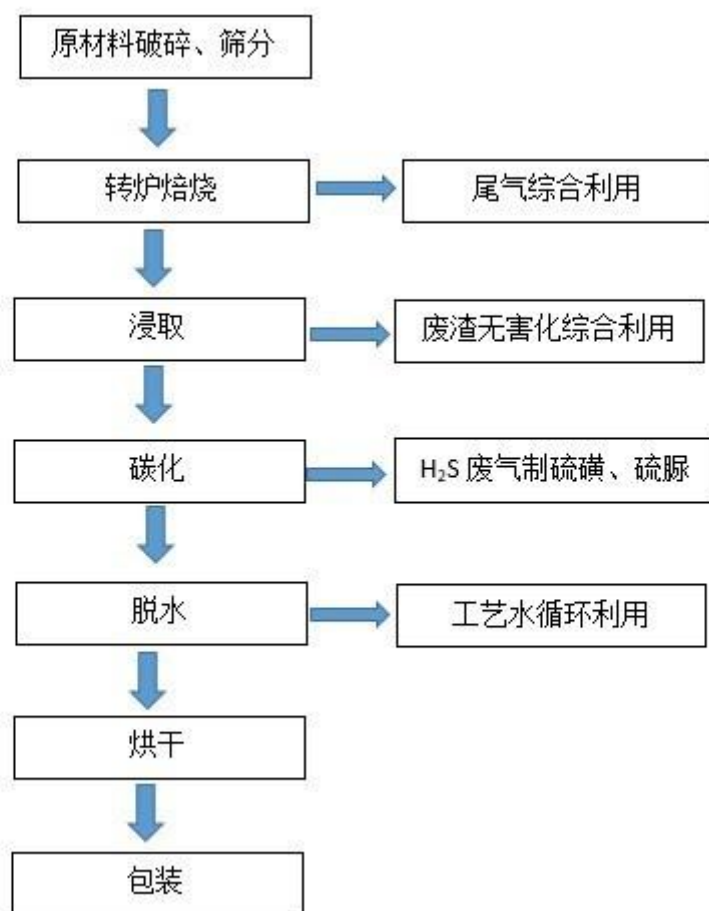 原材料破碎、筛分
转炉焙烧
尾气综合利用
浸取
废渣无害化综合利用
碳化
H₂S 废气制硫磺、硫脲
脱水
工艺水循环利用
烘干
包装